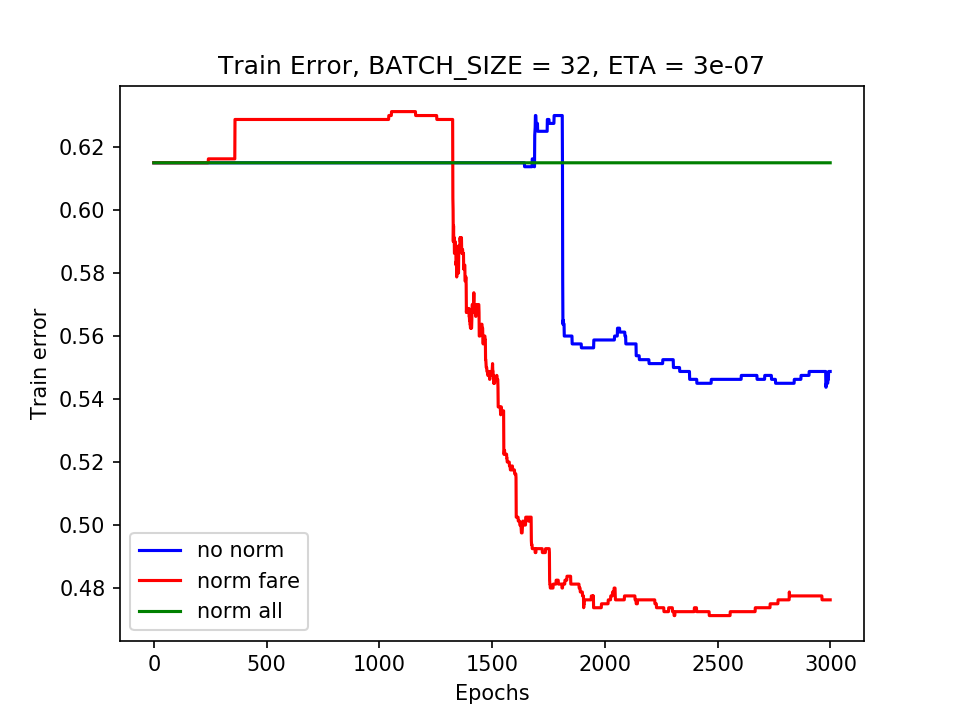 Train Error, BATCH_SIZE = 32, ETA = 3e-07
Train error
0.62
0.60
0.58
0.56
0.54
0.52
0.50
0.48
no norm
norm fare
norm all
0 500 1000 1500 2000 2500 3000
Epochs